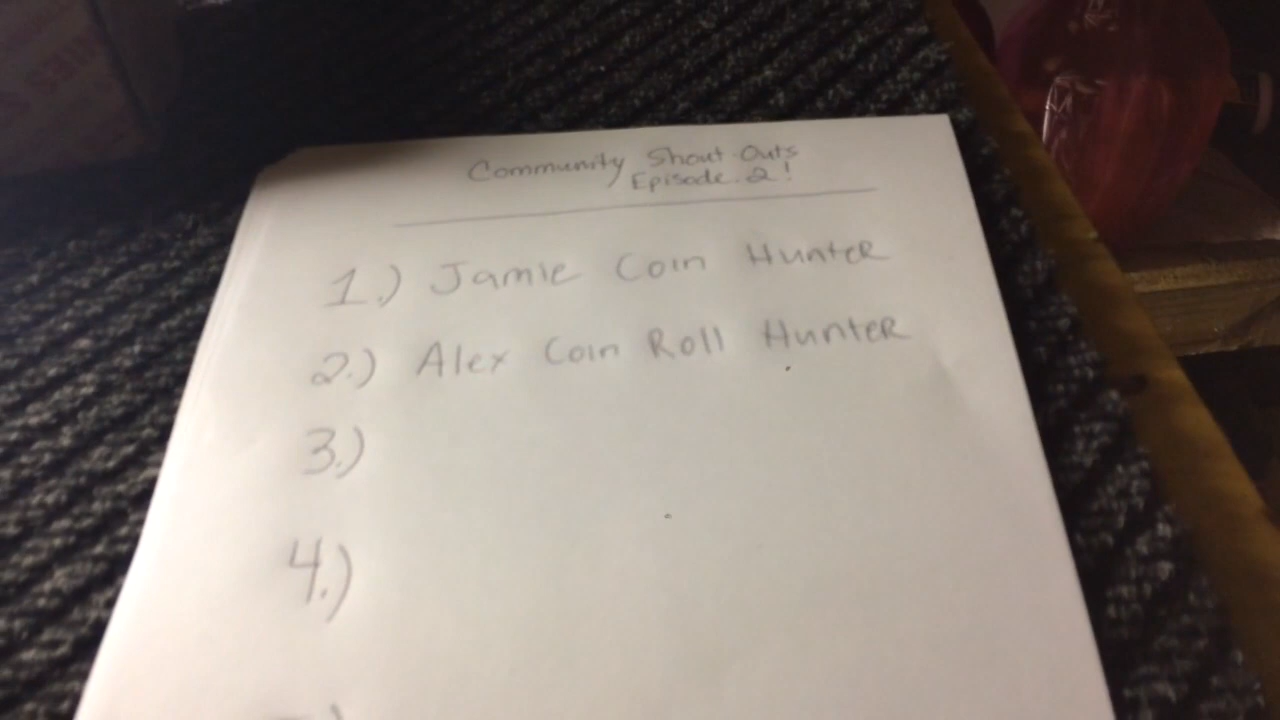 Community Shout-Outs
Episode. 2!
1.) Jamie Coin Hunter
2.) Alex Coin Roll Hunter
3.)
4.)